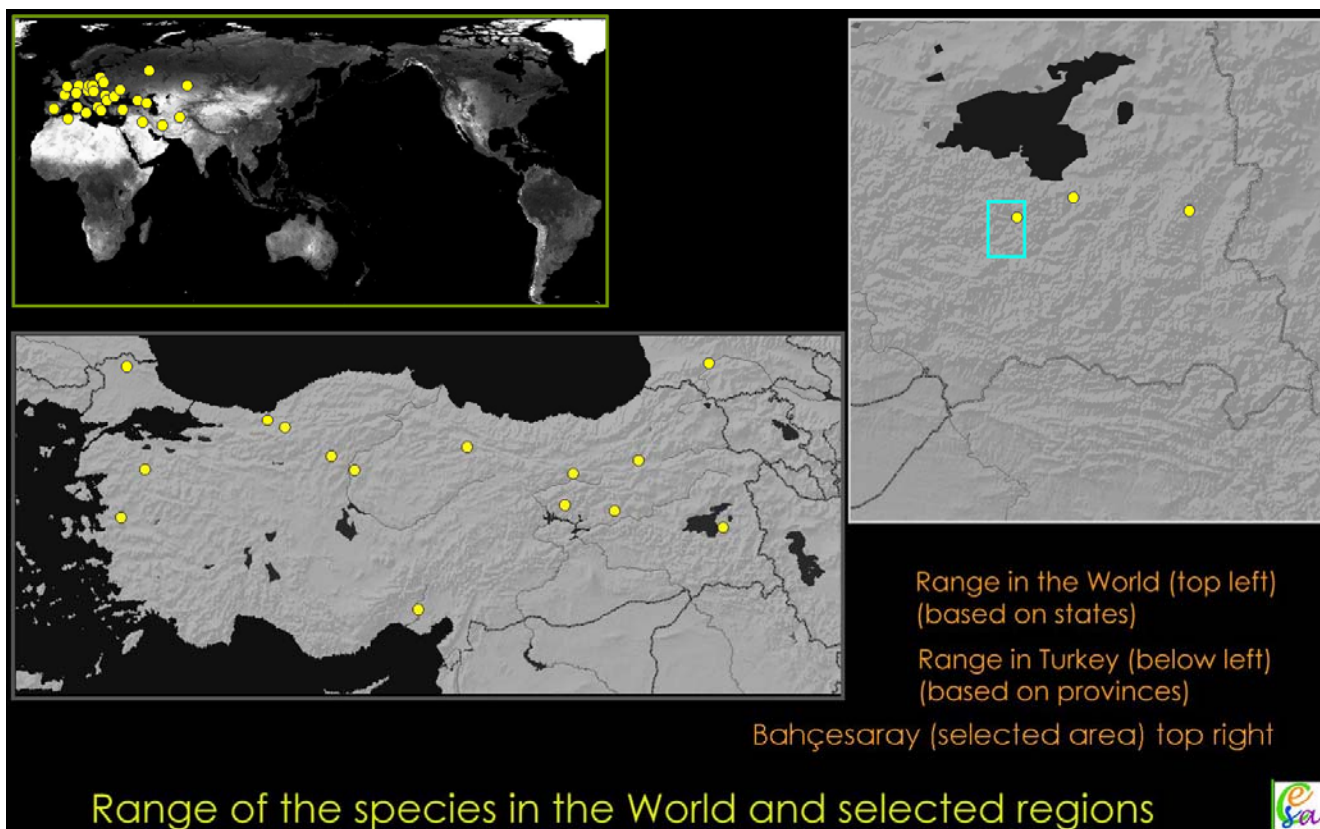 Range in the World (top left)
(based on states)
Range in Turkey (below left)
(based on provinces)
Bahçesaray (selected area) top right
Range of the species in the World and selected regions
esa